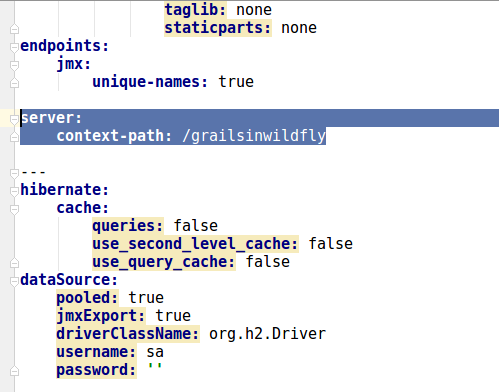 taglib: none
staticparts: none
endpoints:
jmx:
unique-names: true
server:
context-path: /grailsinwildfly
---
hibernate:
cache:
queries: false
use_second_level_cache: false
use_query_cache: false
dataSource:
pooled: true
jmxExport: true
driverClassName: org.h2.Driver
username: sa
password: ''